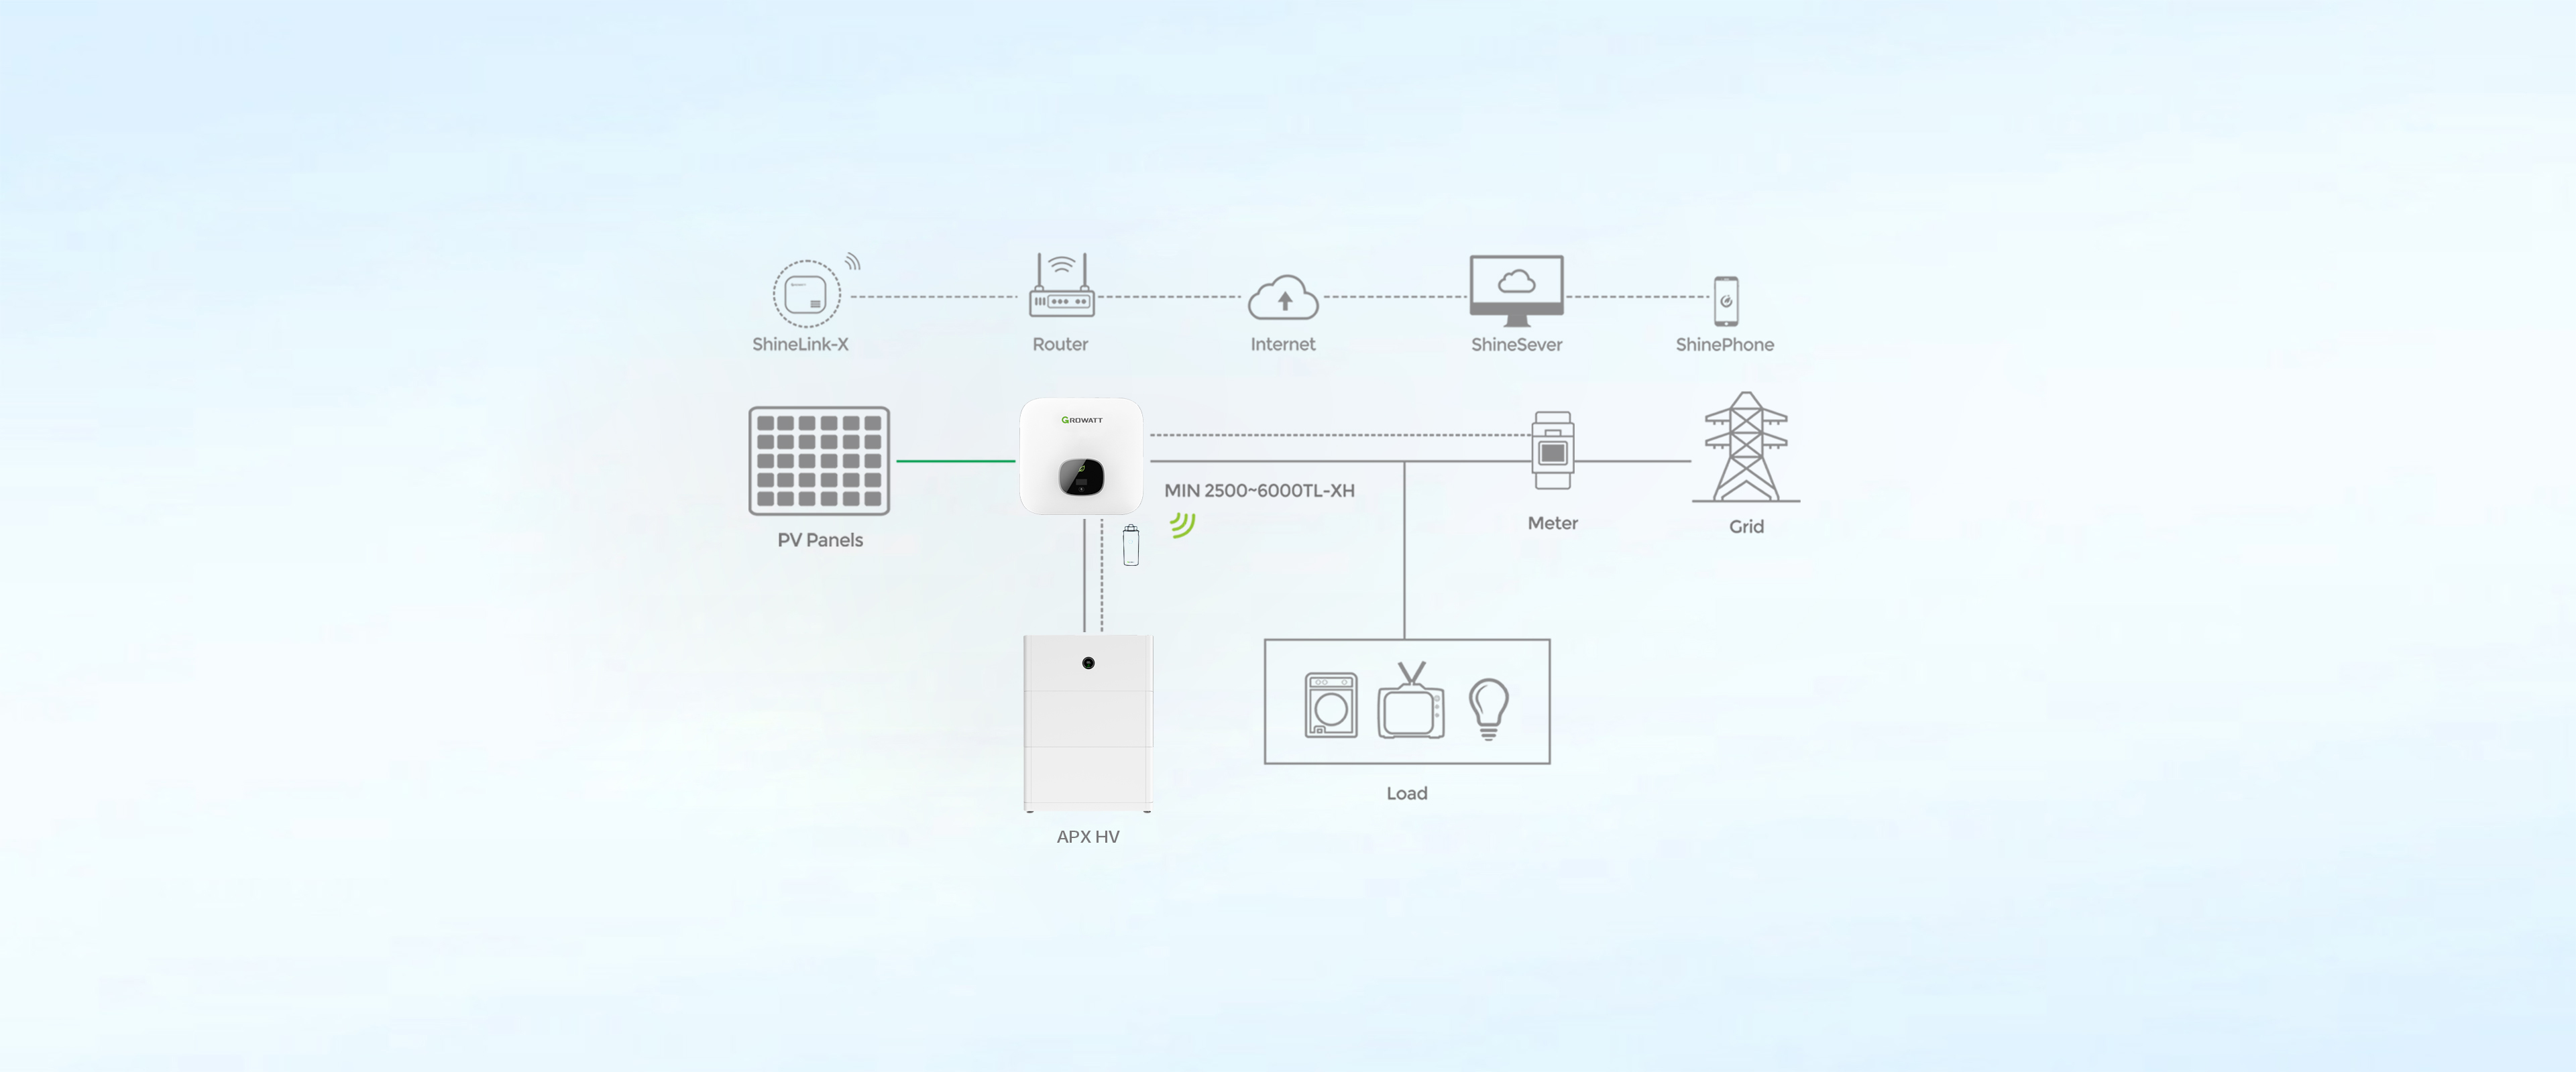 ShineLink-X
Router
Internet
ShineSever
ShinePhone
GROWATT
MIN 2500~6000TL-XH
PV Panels
Meter
Grid
APX HV
Load